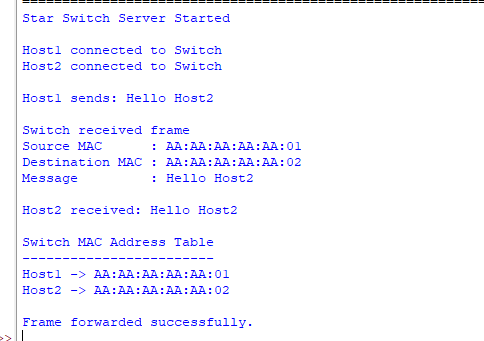 Star Switch Server Started
Host1 connected to Switch
Host2 connected to Switch
Host1 sends: Hello Host2
Switch received frame
Source MAC      : AA:AA:AA:AA:AA:01
Destination MAC : AA:AA:AA:AA:AA:02
Message         : Hello Host2
Host2 received: Hello Host2
Switch MAC Address Table
------------------------
Host1 -> AA:AA:AA:AA:AA:01
Host2 -> AA:AA:AA:AA:AA:02
Frame forwarded successfully.
>>